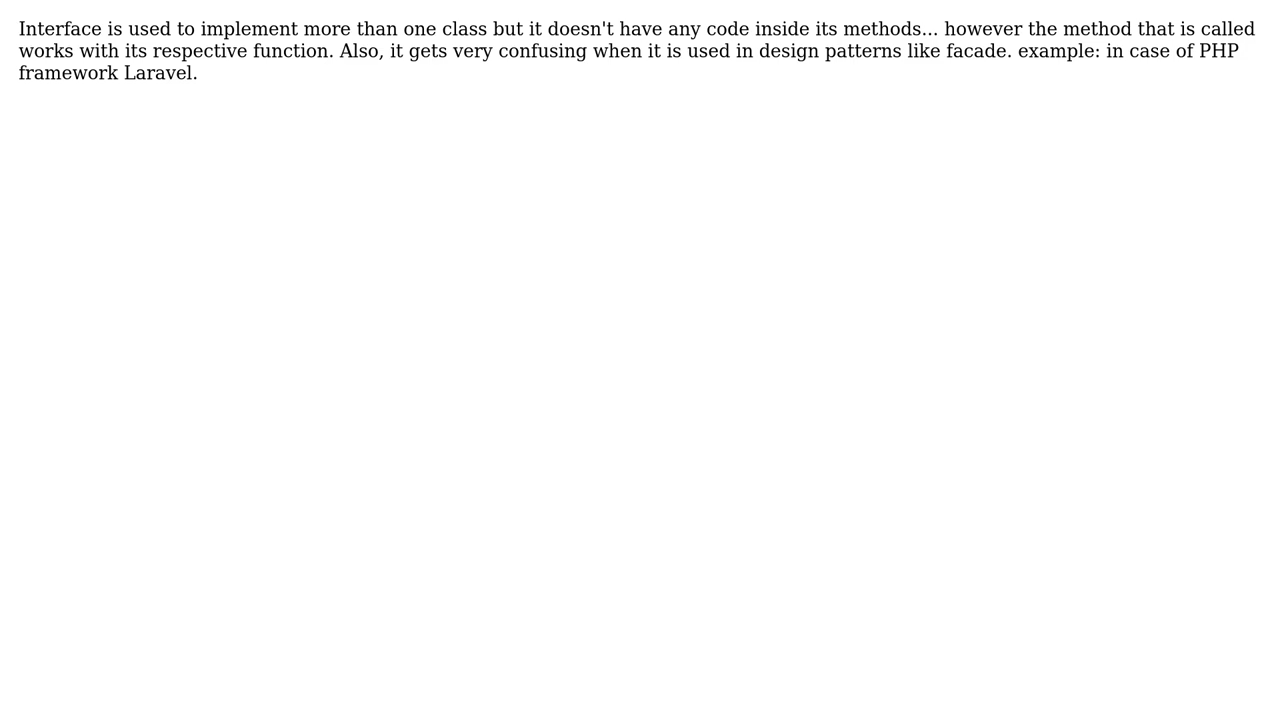 Interface is used to implement more than one class but it doesn't have any code inside its methods... however the method that is called
works with its respective function. Also, it gets very confusing when it is used in design patterns like facade. example: in case of PHP
framework Laravel.